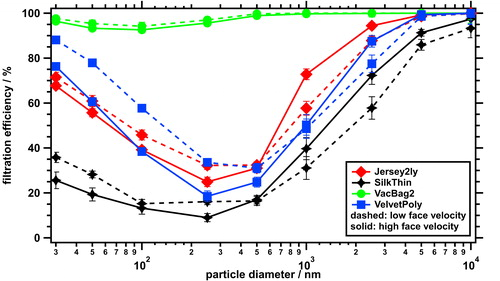 100
80
60
40
20
0
filtration efficiency / %
Jersey2ly
SilkThin
VacBag2
VelvetPoly
dashed: low face velocity
solid: high face velocity
3 4 5 6 7 8 9 2 3 4 5 6 7 8 9 2 3 4 5 6 7 8 9
10² 10³ 10⁴
particle diameter / nm